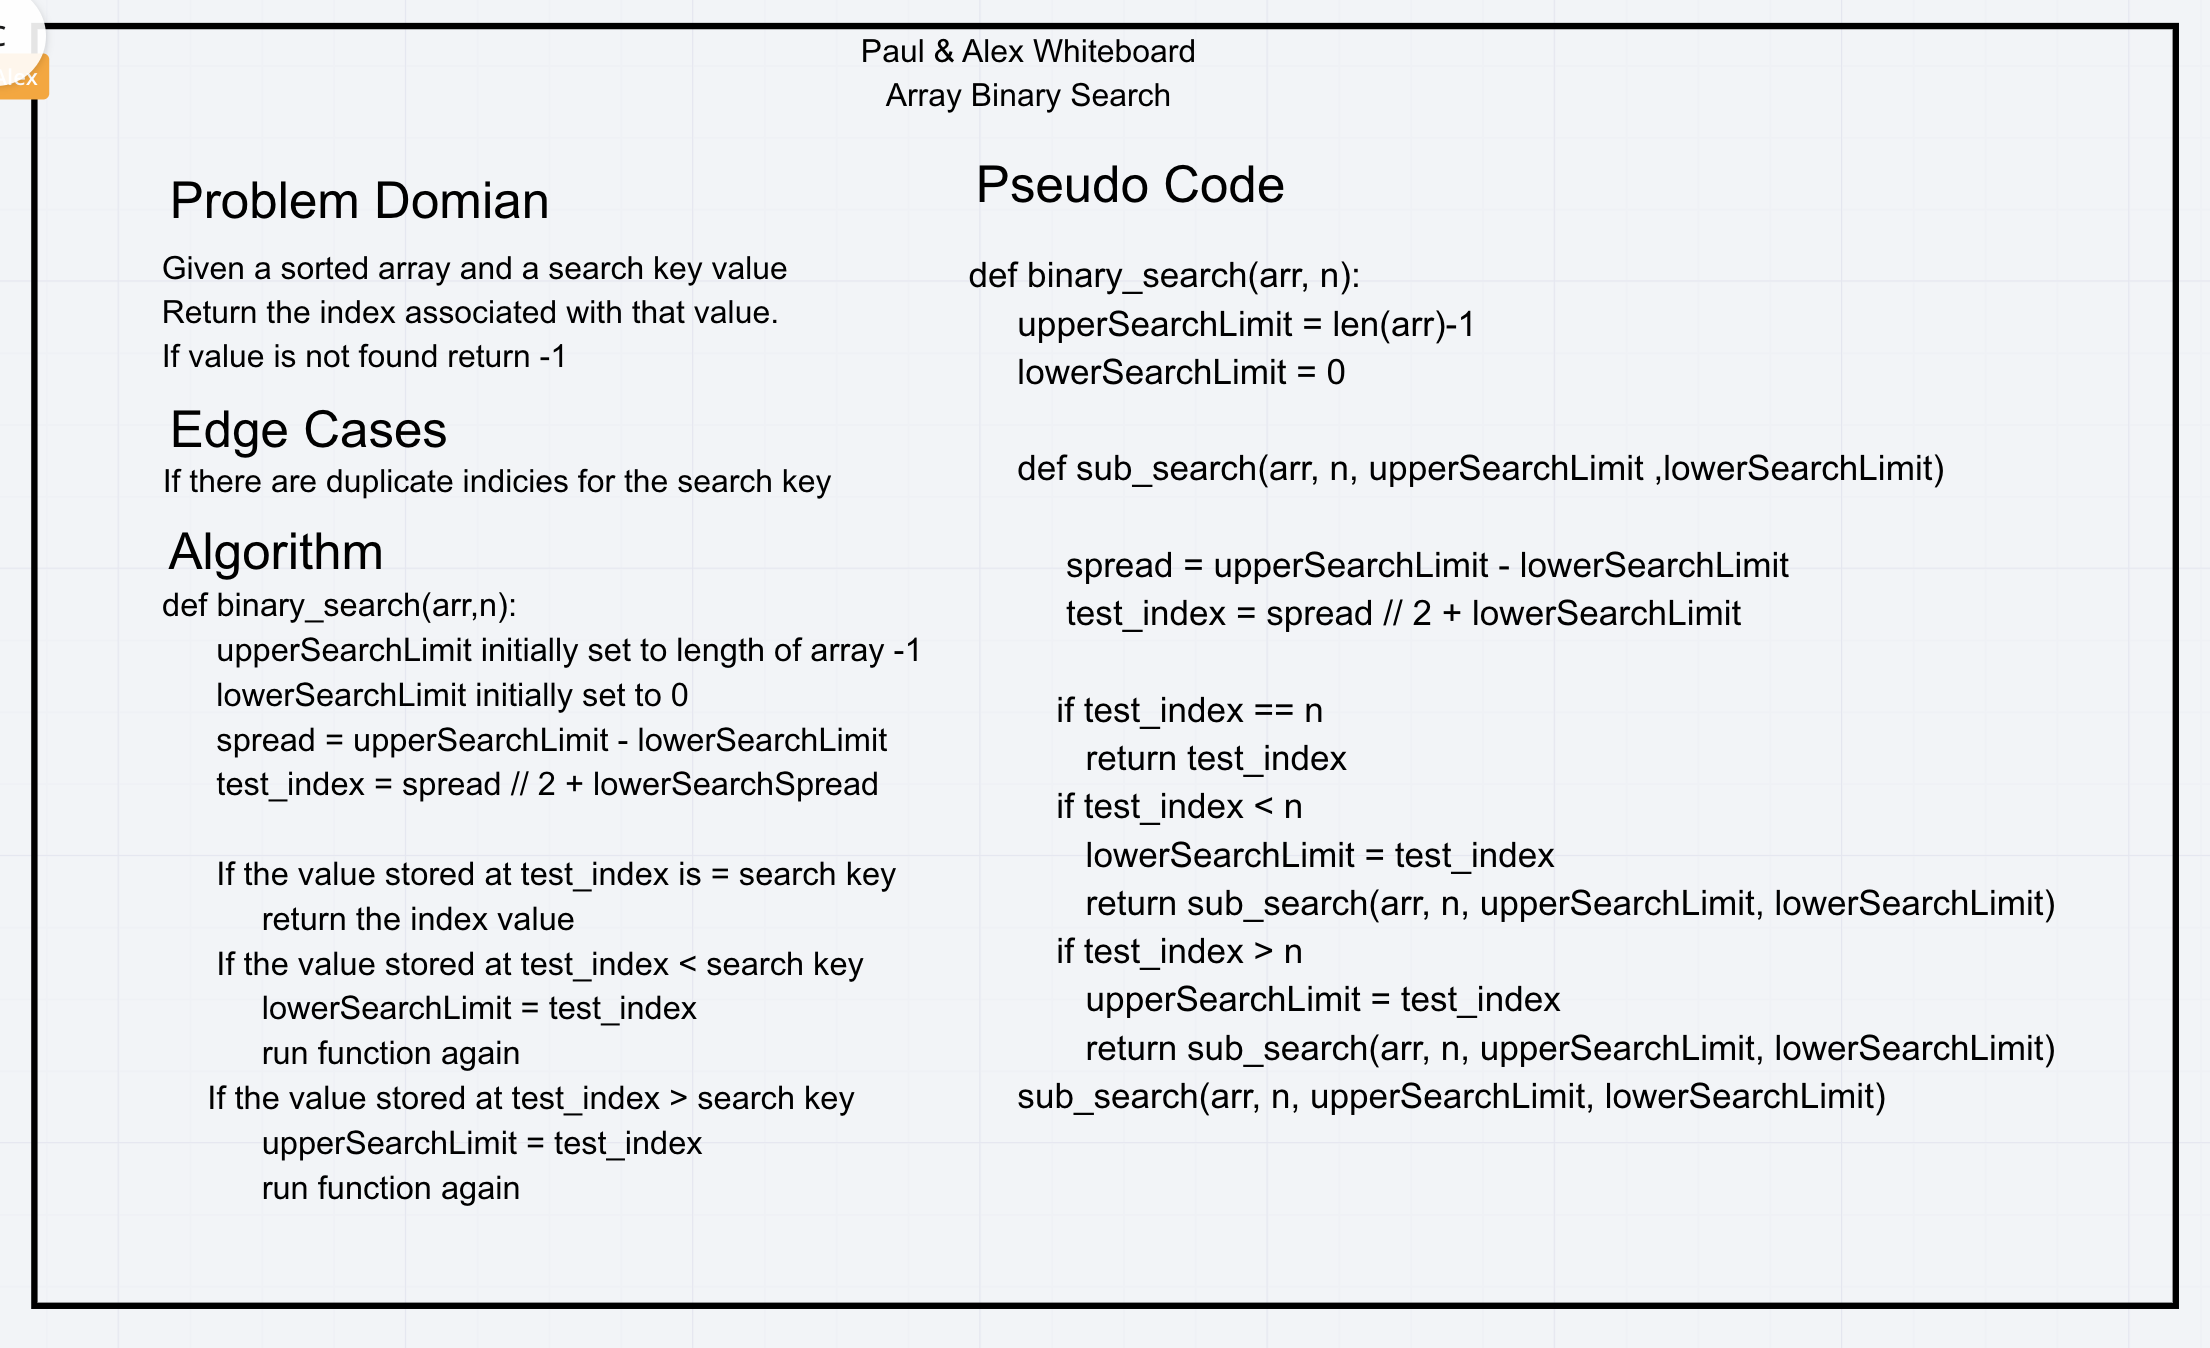 Alex
Paul & Alex Whiteboard
Array Binary Search
Problem Domian
Given a sorted array and a search key value
Return the index associated with that value.
If value is not found return -1
Edge Cases
If there are duplicate indicies for the search key
Algorithm
def binary_search(arr,n):
upperSearchLimit initially set to length of array -1
lowerSearchLimit initially set to 0
spread = upperSearchLimit - lowerSearchLimit
test_index = spread // 2 + lowerSearchSpread
If the value stored at test_index is = search key
return the index value
If the value stored at test_index < search key
lowerSearchLimit = test_index
run function again
If the value stored at test_index > search key
upperSearchLimit = test_index
run function again
Pseudo Code
def binary_search(arr, n):
upperSearchLimit = len(arr)-1
lowerSearchLimit = 0
def sub_search(arr, n, upperSearchLimit ,lowerSearchLimit)
spread = upperSearchLimit - lowerSearchLimit
test_index = spread // 2 + lowerSearchLimit
if test_index == n
return test_index
if test_index < n
lowerSearchLimit = test_index
return sub_search(arr, n, upperSearchLimit, lowerSearchLimit)
if test_index > n
upperSearchLimit = test_index
return sub_search(arr, n, upperSearchLimit, lowerSearchLimit)
sub_search(arr, n, upperSearchLimit, lowerSearchLimit)